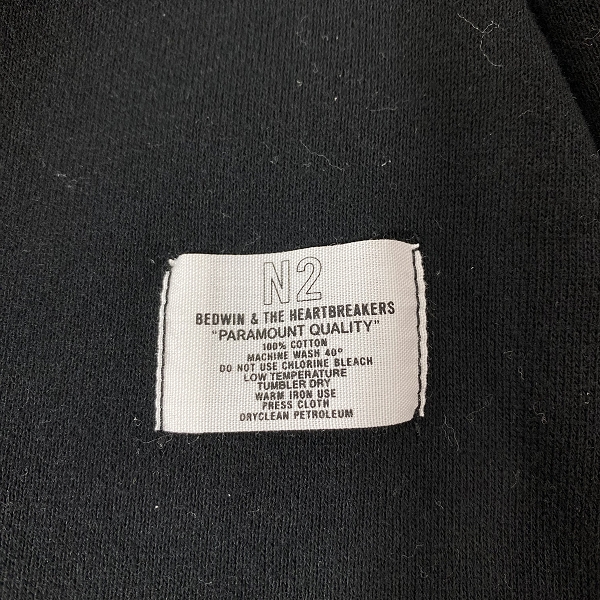 N2
BEDWIN & THE HEARTBREAKERS
"PARAMOUNT QUALITY"
100% COTTON
MACHINE WASH 40°
DO NOT USE CHLORINE BLEACH
LOW TEMPERATURE
TUMBLER DRY
WARM IRON USE
PRESS CLOTH
DRYCLEAN PETROLEUM